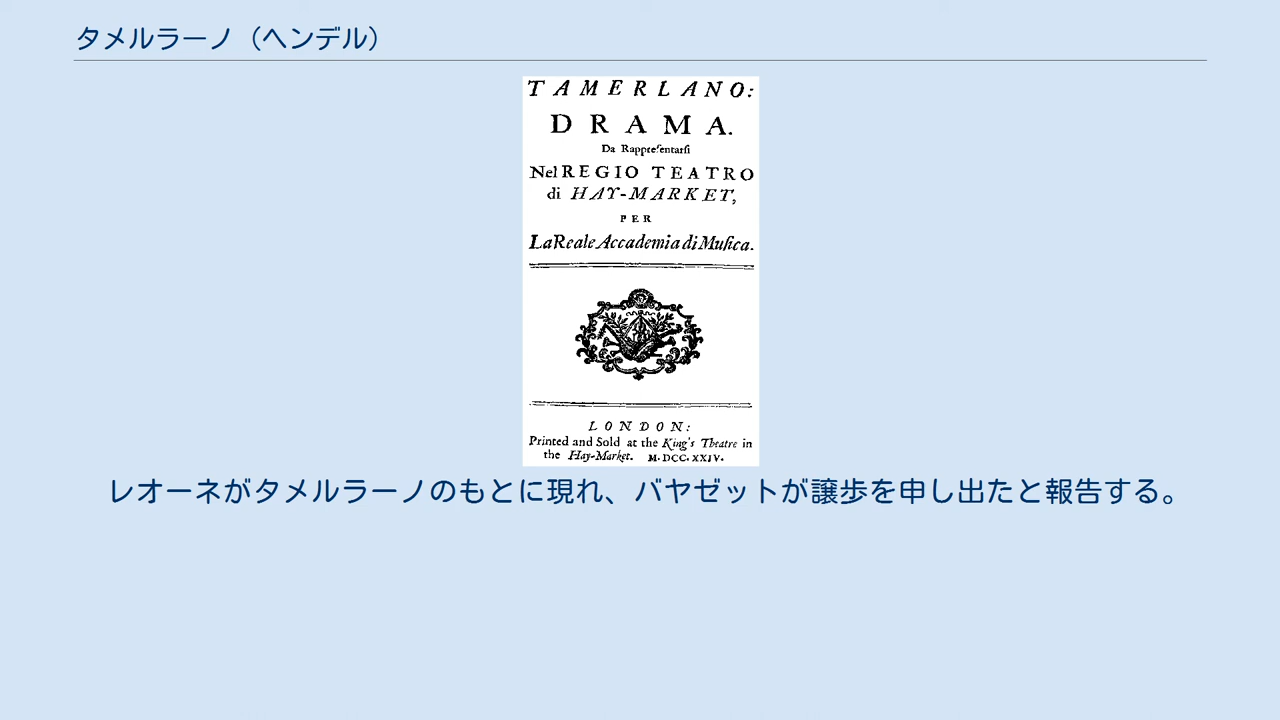 タメルラーノ（ヘンデル）
TAMERLANO:
DRAMA.
Da Rappreſentarſi
Nel REGIO TEATRO
di HAY-MARKET,
PER
La Reale Accademia di Muſica.
LONDON:
Printed and Sold at the King's Theatre in
the Hay-Market. M.DCC.XXIV.
レオーネがタメルラーノのもとに現れ、バヤゼットが譲歩を申し出たと報告する。